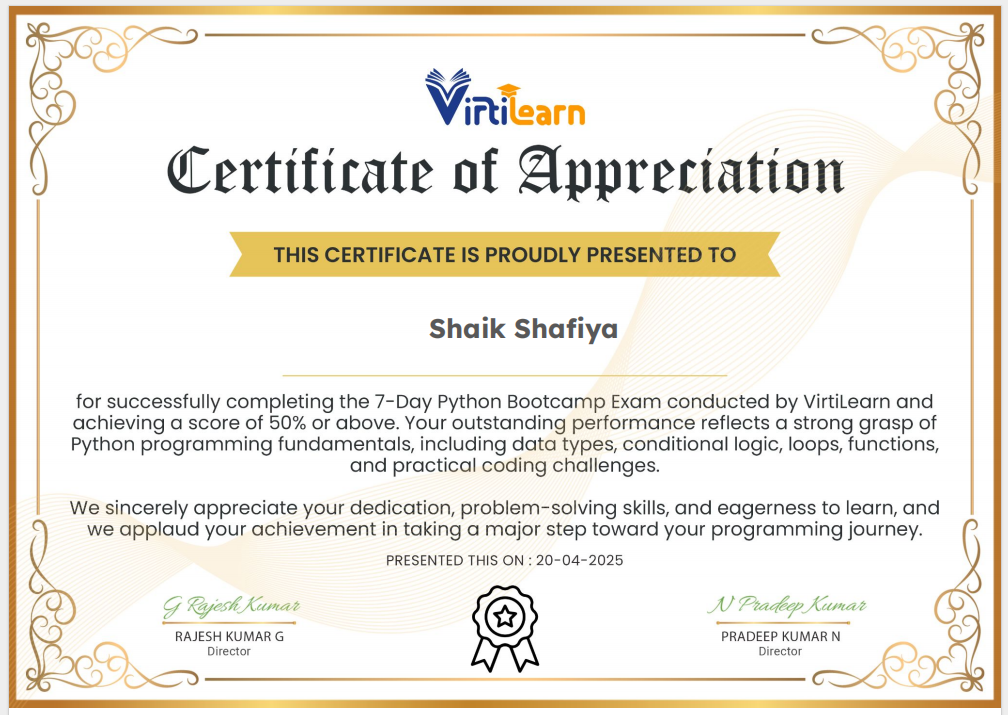 VirtiLearn
Certificate of Appreciation
THIS CERTIFICATE IS PROUDLY PRESENTED TO
Shaik Shafiya
for successfully completing the 7-Day Python Bootcamp Exam conducted by VirtiLearn and
achieving a score of 50% or above. Your outstanding performance reflects a strong grasp of
Python programming fundamentals, including data types, conditional logic, loops, functions,
and practical coding challenges.
We sincerely appreciate your dedication, problem-solving skills, and eagerness to learn, and
we applaud your achievement in taking a major step toward your programming journey.
PRESENTED THIS ON : 20-04-2025
G Rajesh Kumar
RAJESH KUMAR G
Director
N Pradeep Kumar
PRADEEP KUMAR N
Director